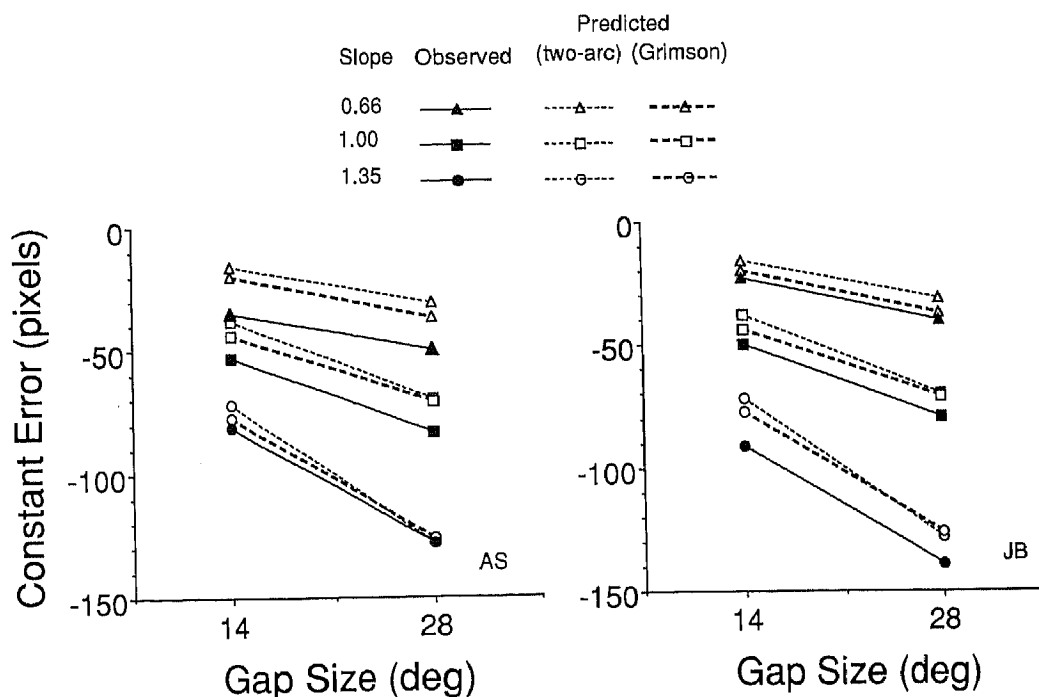 Predicted
Slope Observed (two-arc) (Grimson)
0.66
1.00
1.35
Constant Error (pixels)
0
-50
-100
-150
14
28
AS
Gap Size (deg)
0
-50
-100
-150
14
28
JB
Gap Size (deg)